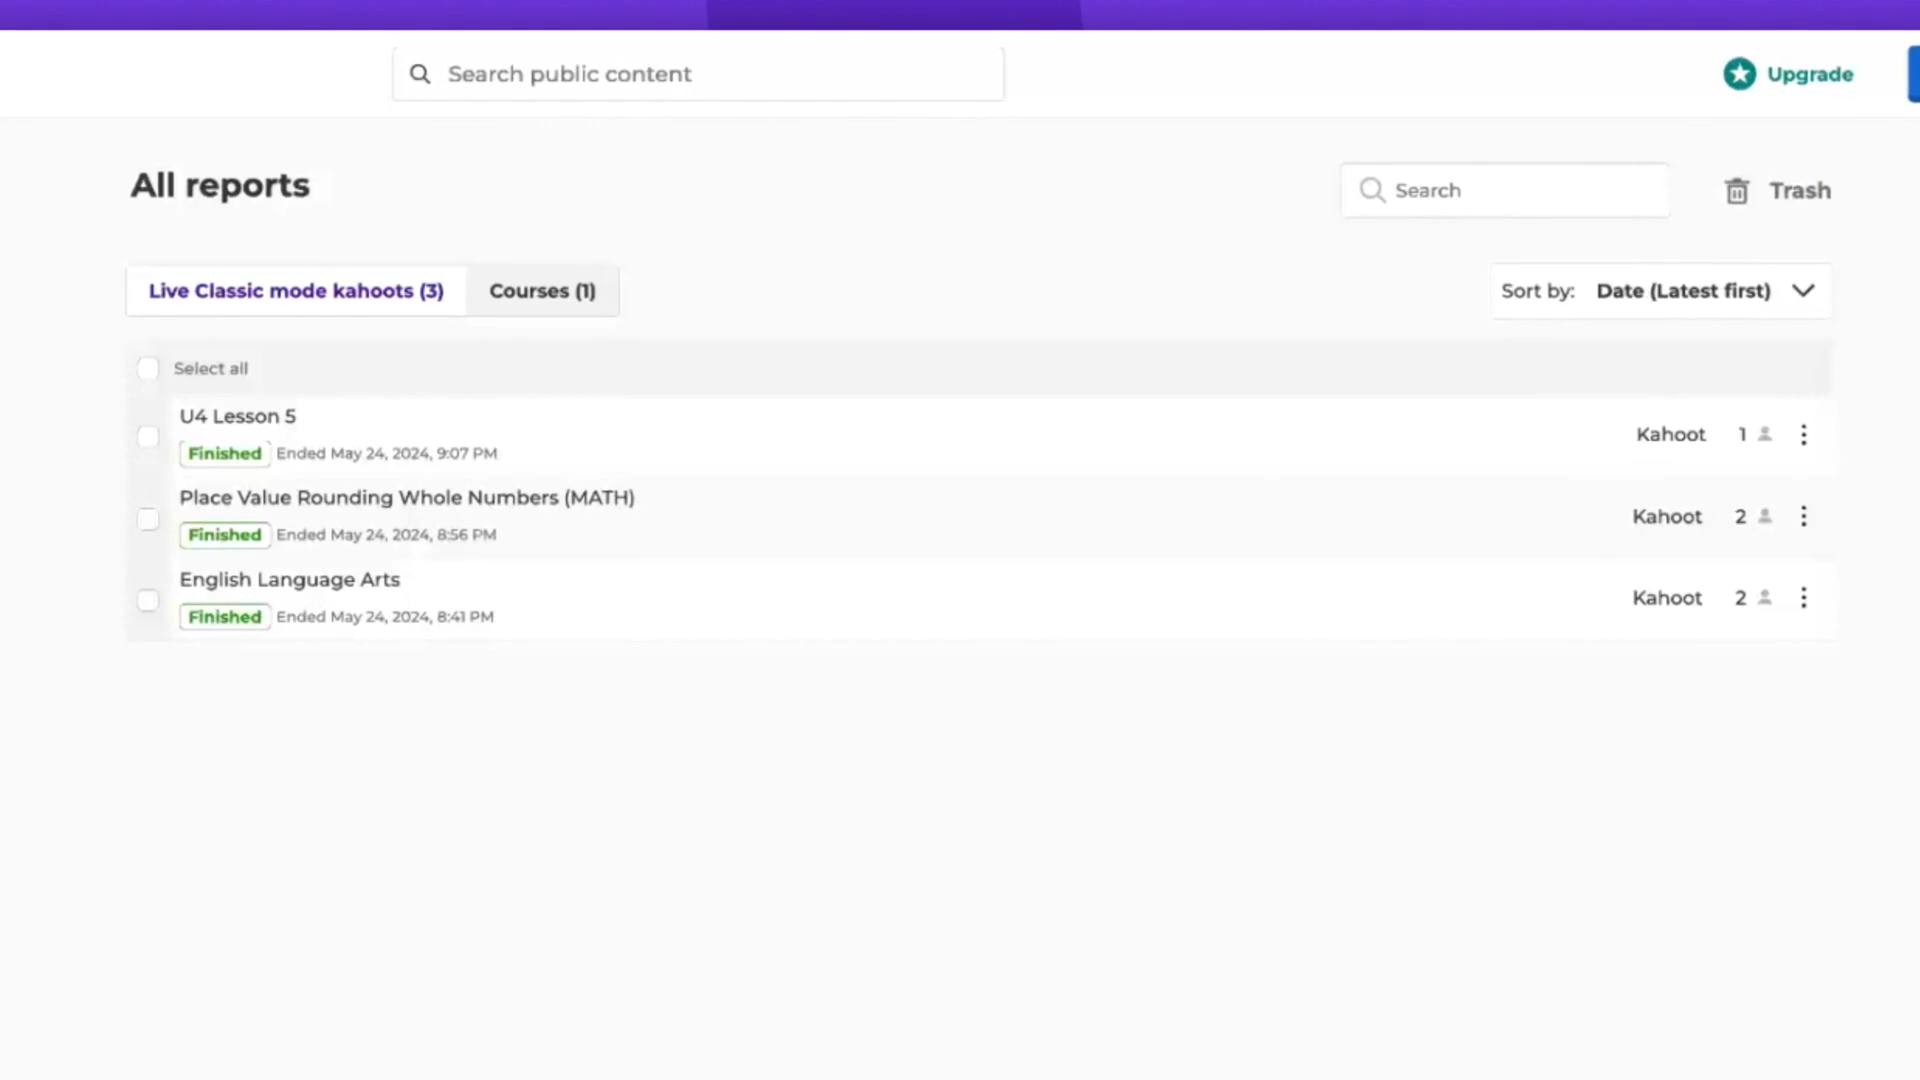 Search public content
Upgrade
All reports
Search
Trash
Live Classic mode kahoots (3)
Courses (1)
Sort by: Date (Latest first)
Select all
U4 Lesson 5
Finished Ended May 24, 2024, 9:07 PM
Kahoot 1
Place Value Rounding Whole Numbers (MATH)
Finished Ended May 24, 2024, 8:56 PM
Kahoot 2
English Language Arts
Finished Ended May 24, 2024, 8:41 PM
Kahoot 2